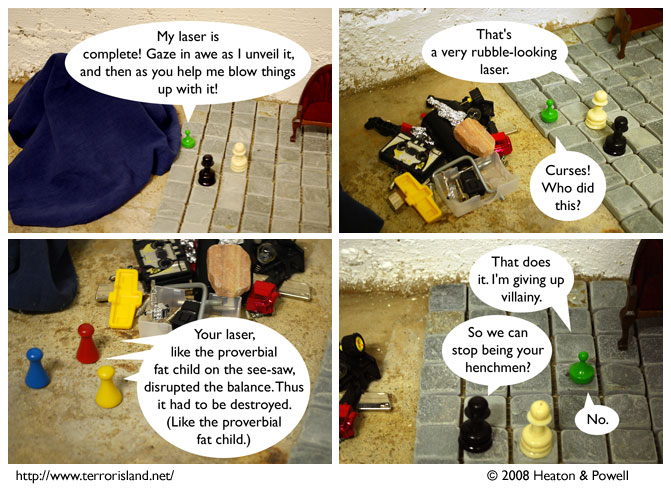 My laser is
complete! Gaze in awe as I unveil it,
and then as you help me blow things
up with it!
That's
a very rubble-looking
laser.
Curses!
Who did
this?
Your laser,
like the proverbial
fat child on the see-saw,
disrupted the balance. Thus
it had to be destroyed.
(Like the proverbial
fat child.)
That does
it. I'm giving up
villainy.
So we can
stop being your
henchmen?
No.
http://www.terrorisland.net/
© 2008 Heaton & Powell